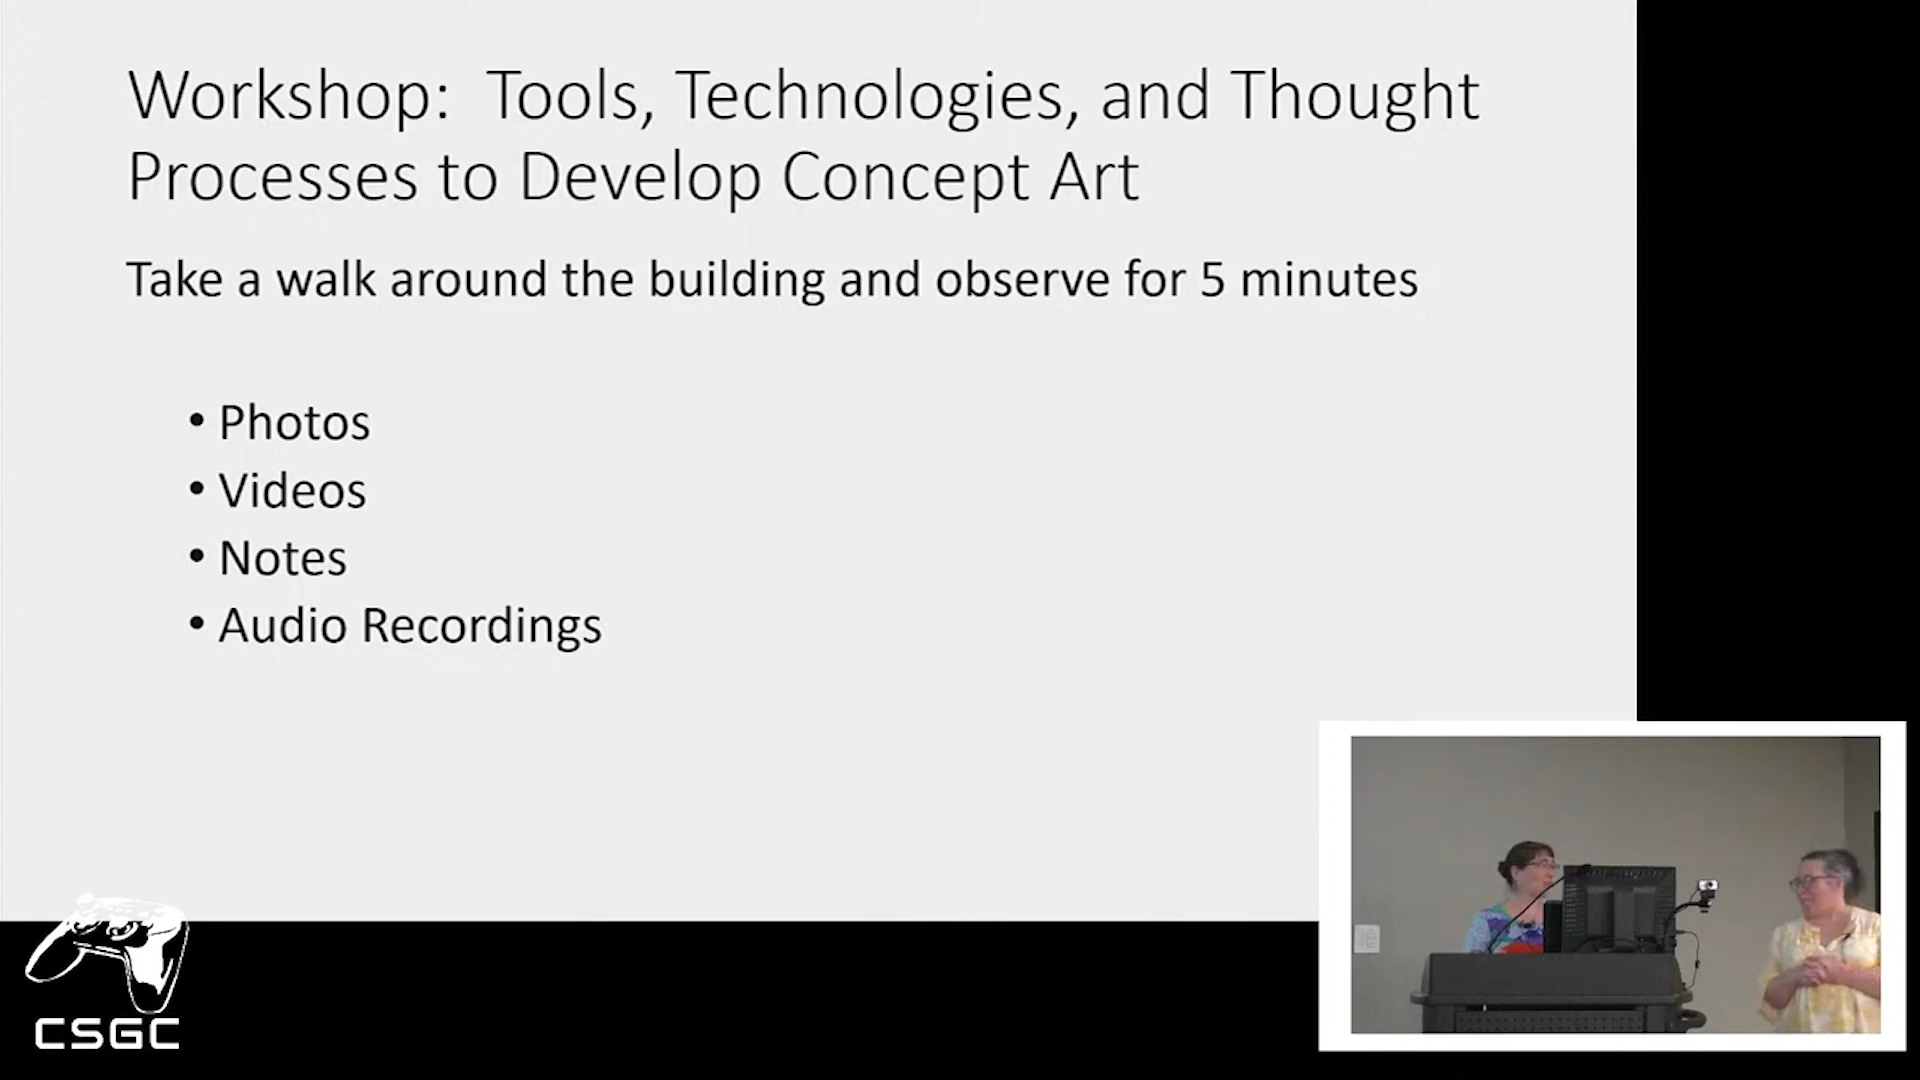 Workshop:  Tools, Technologies, and Thought
Processes to Develop Concept Art
Take a walk around the building and observe for 5 minutes
• Photos
• Videos
• Notes
• Audio Recordings
CSGC